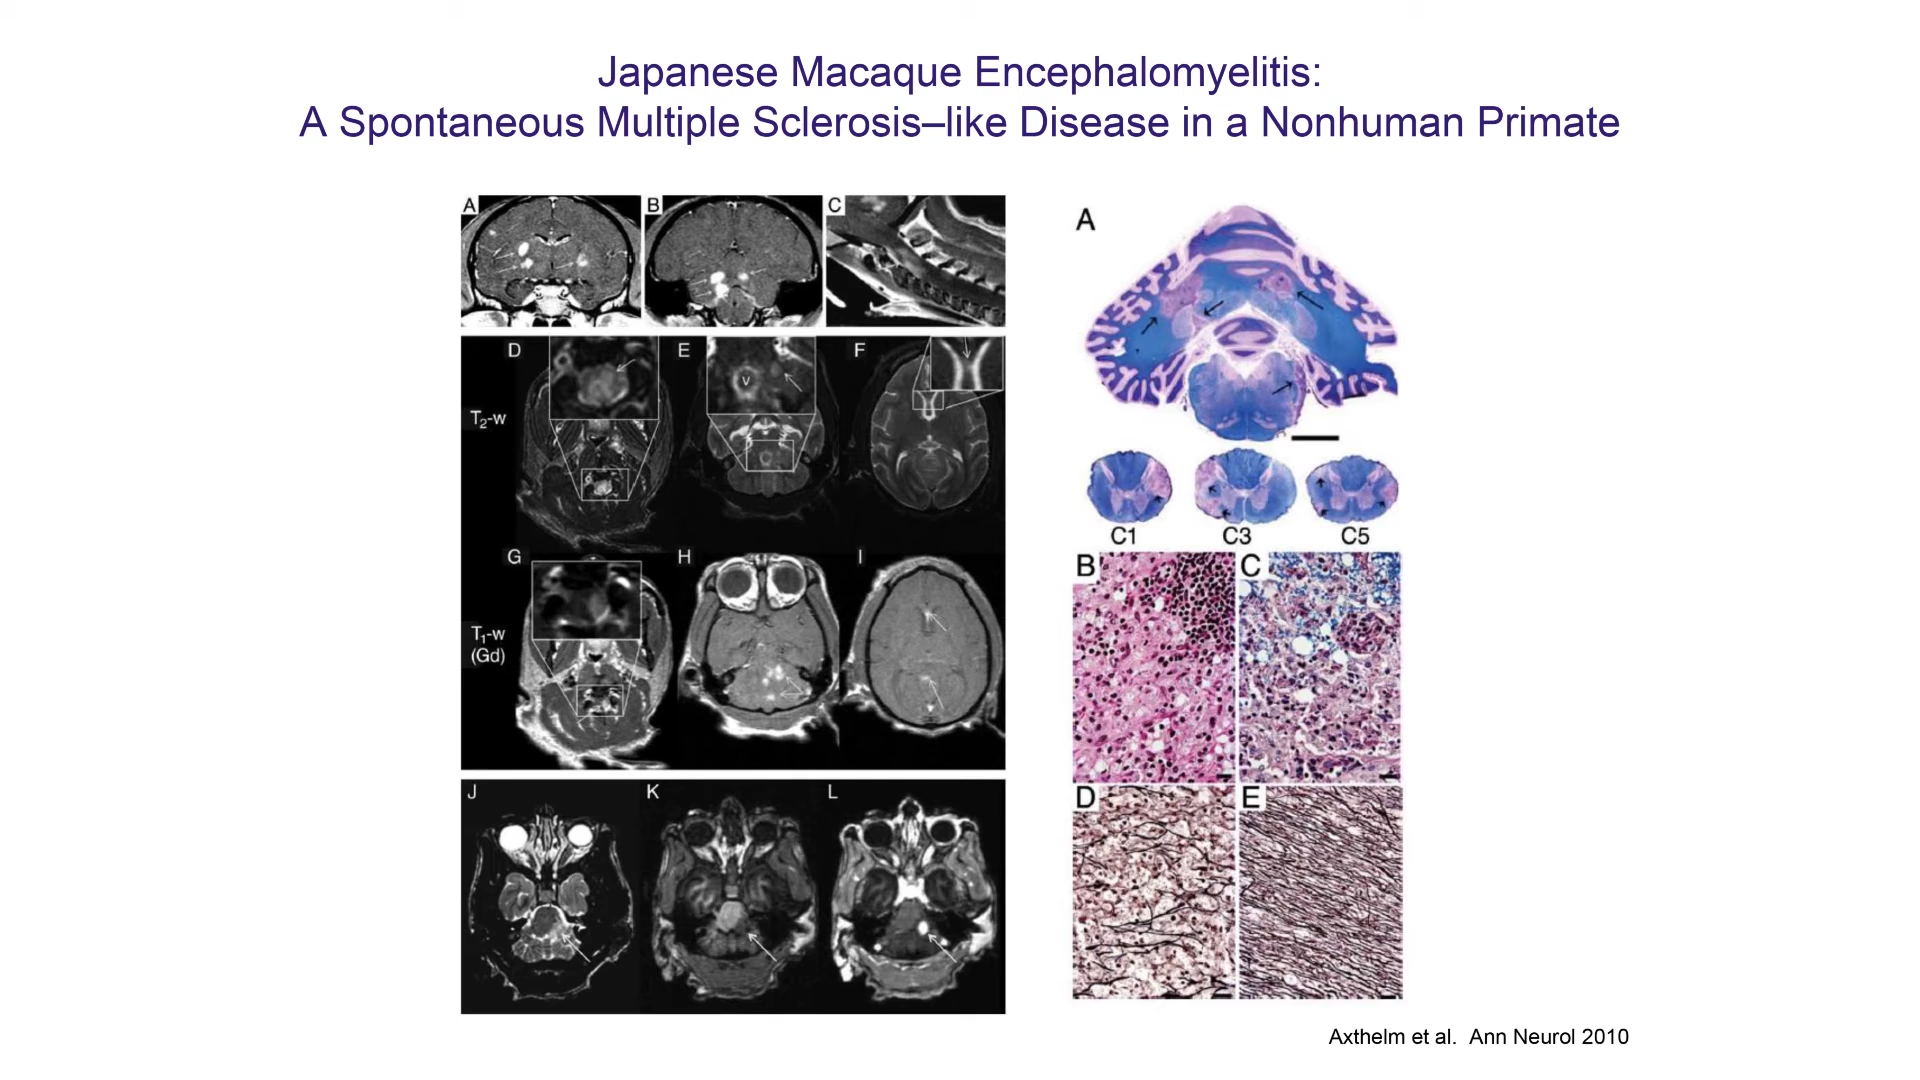 Japanese Macaque Encephalomyelitis:
A Spontaneous Multiple Sclerosis–like Disease in a Nonhuman Primate
A
B
C
D
E
F
v
T2-w
G
H
I
T1-w
(Gd)
J
K
L
A
C1
C3
C5
B
C
D
E
Axthelm et al. Ann Neurol 2010